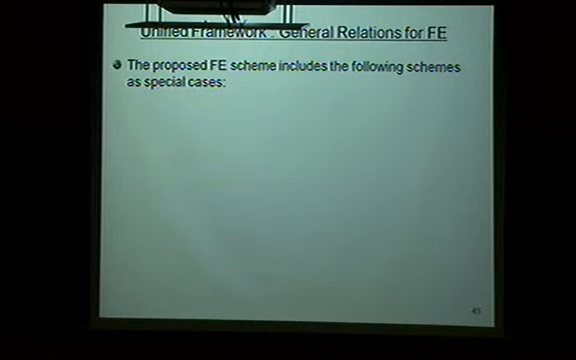 Unified Framework : General Relations for FE
The proposed FE scheme includes the following schemes
as special cases:
45